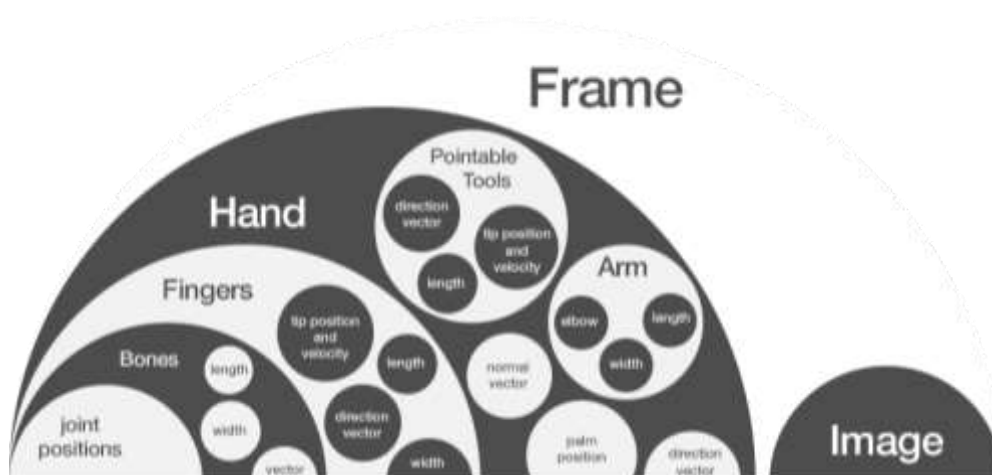 Frame
Hand
Pointable
Tools
direction
vector
tip position
and
velocity
length
Arm
elbow
length
width
Fingers
tip position
and
velocity
length
direction
vector
width
normal
vector
palm
position
direction
vector
Bones
length
width
vector
joint
positions
Image